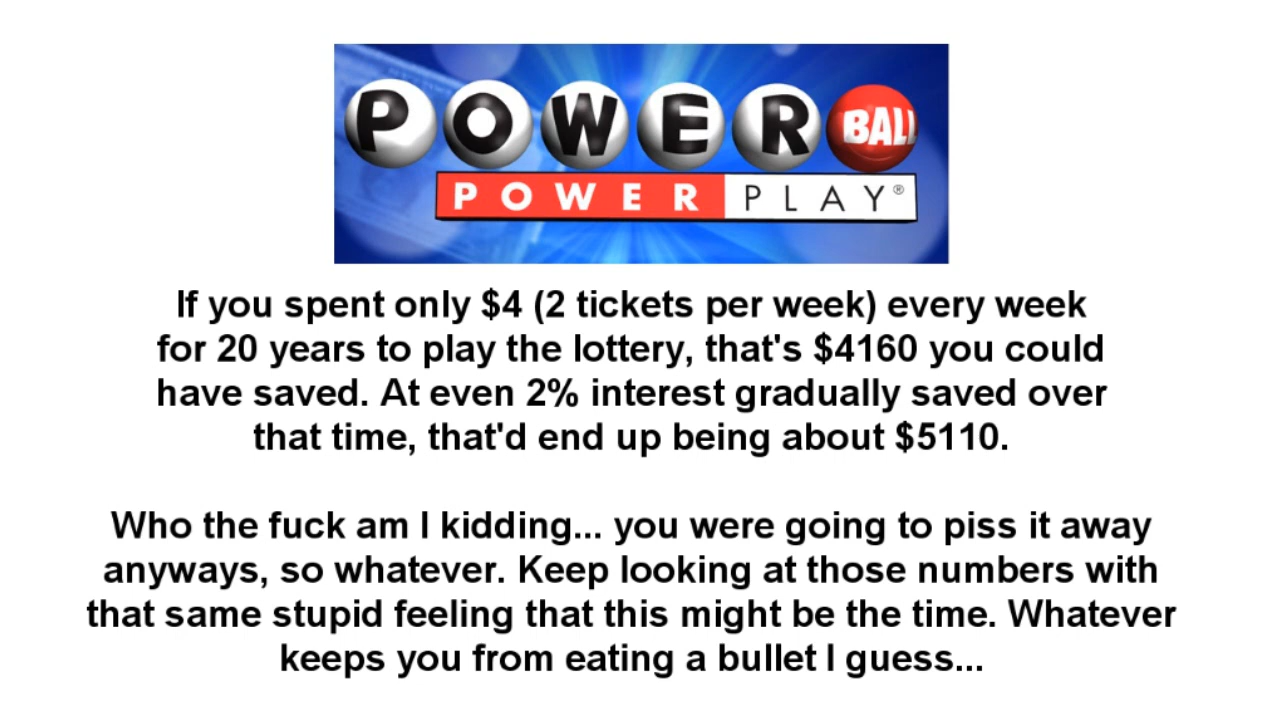 POWER BALL
POWER PLAY®
If you spent only $4 (2 tickets per week) every week
for 20 years to play the lottery, that's $4160 you could
have saved. At even 2% interest gradually saved over
that time, that'd end up being about $5110.
Who the fuck am I kidding... you were going to piss it away
anyways, so whatever. Keep looking at those numbers with
that same stupid feeling that this might be the time. Whatever
keeps you from eating a bullet I guess...